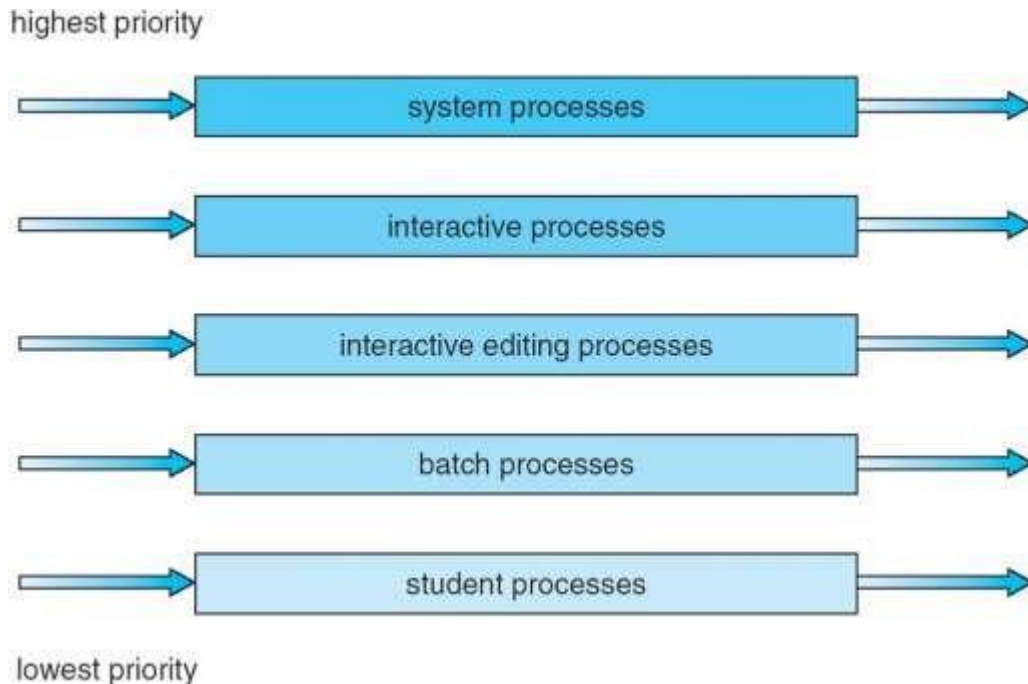 highest priority
system processes
interactive processes
interactive editing processes
batch processes
student processes
lowest priority